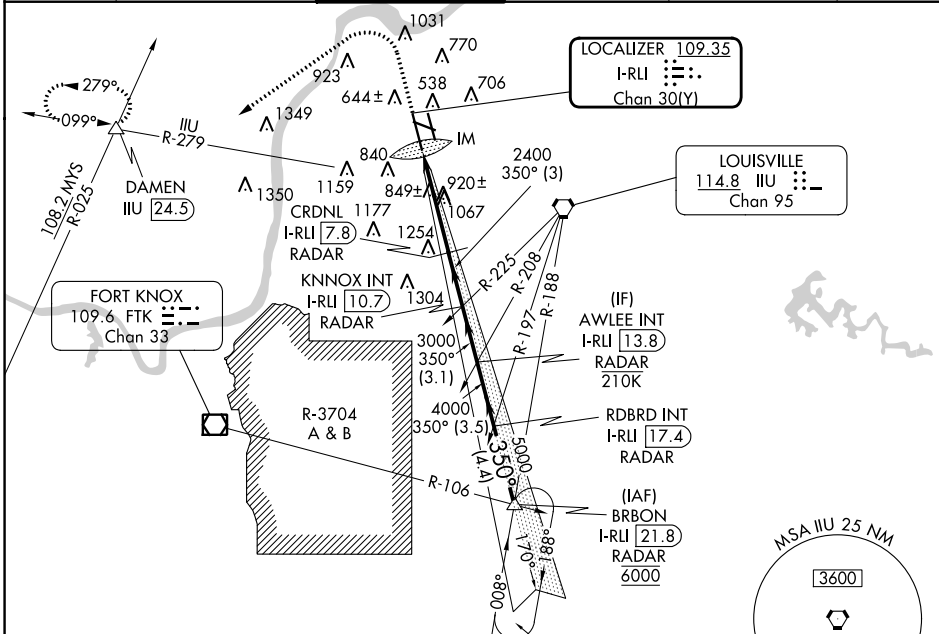 1031
770
923
644±
538
706
LOCALIZER 109.35
I-RLI
Chan 30(Y)
279°
099°
IIU
R-279
1349
IM
DAMEN
IIU 24.5
108.2 MYS
R-025
1350
1159
840
849±
920±
1067
2400
350° (3)
LOUISVILLE
114.8 IIU
Chan 95
CRDNL
I-RLI 7.8
RADAR
1177
1254
KNNOX INT
I-RLI 10.7
RADAR
1304
R-225
R-208
R-197
R-188
FORT KNOX
109.6 FTK
Chan 33
3000
350°
(3.1)
(IF)
AWLEE INT
I-RLI 13.8
RADAR
210K
R-3704
A & B
4000
350° (3.5)
RDBRD INT
I-RLI 17.4
RADAR
5000
350°
(4.4)
R-106
(IAF)
BRBON
I-RLI 21.8
RADAR
6000
170°
188°
008°
MSA IIU 25 NM
3600